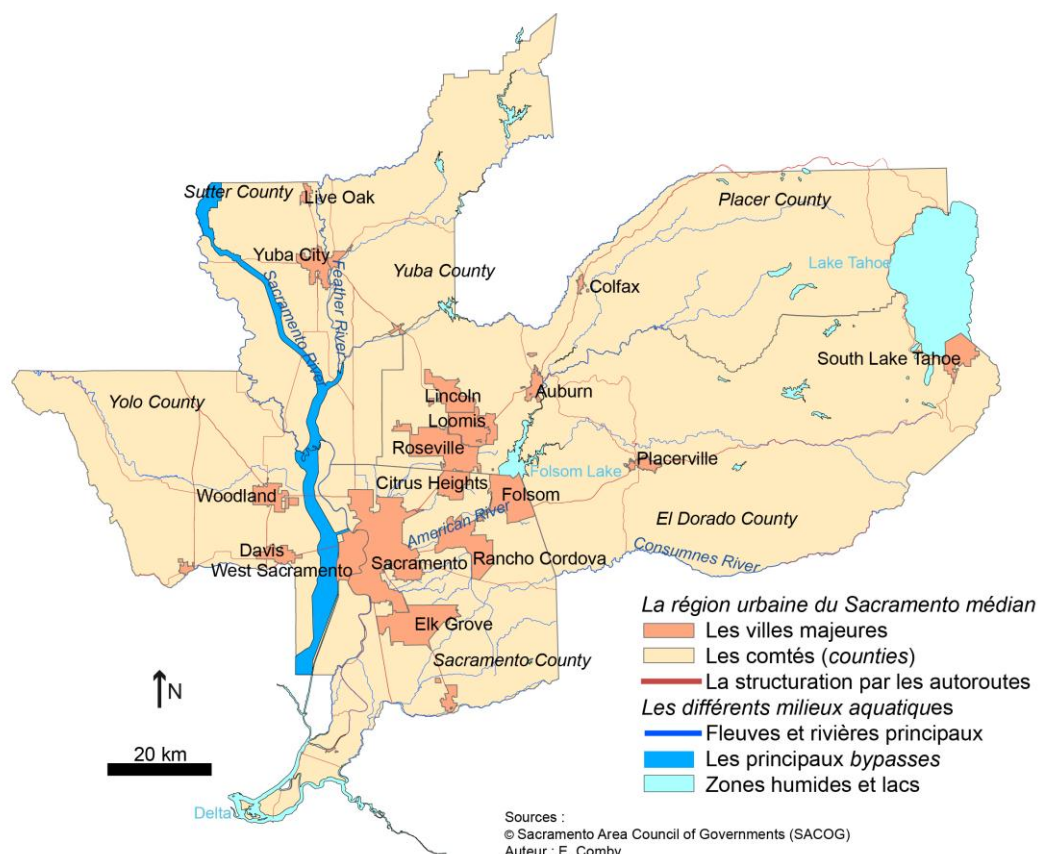 Sutter County
Live Oak
Placer County
Yuba City
Yuba County
Lake Tahoe
Feather River
Sacramento River
Colfax
South Lake Tahoe
Yolo County
Lincoln
Auburn
Loomis
Roseville
Placerville
Folsom Lake
Citrus Heights
Woodland
Folsom
American River
El Dorado County
Davis
West Sacramento
Sacramento
Rancho Cordova
Consumnes River
Elk Grove
Sacramento County
N
20 km
Delta
La région urbaine du Sacramento médian
Les villes majeures
Les comtés (counties)
La structuration par les autoroutes
Les différents milieux aquatiques
Fleuves et rivières principaux
Les principaux bypasses
Zones humides et lacs
Sources :
© Sacramento Area Council of Governments (SACOG)
Auteur : E. Comby